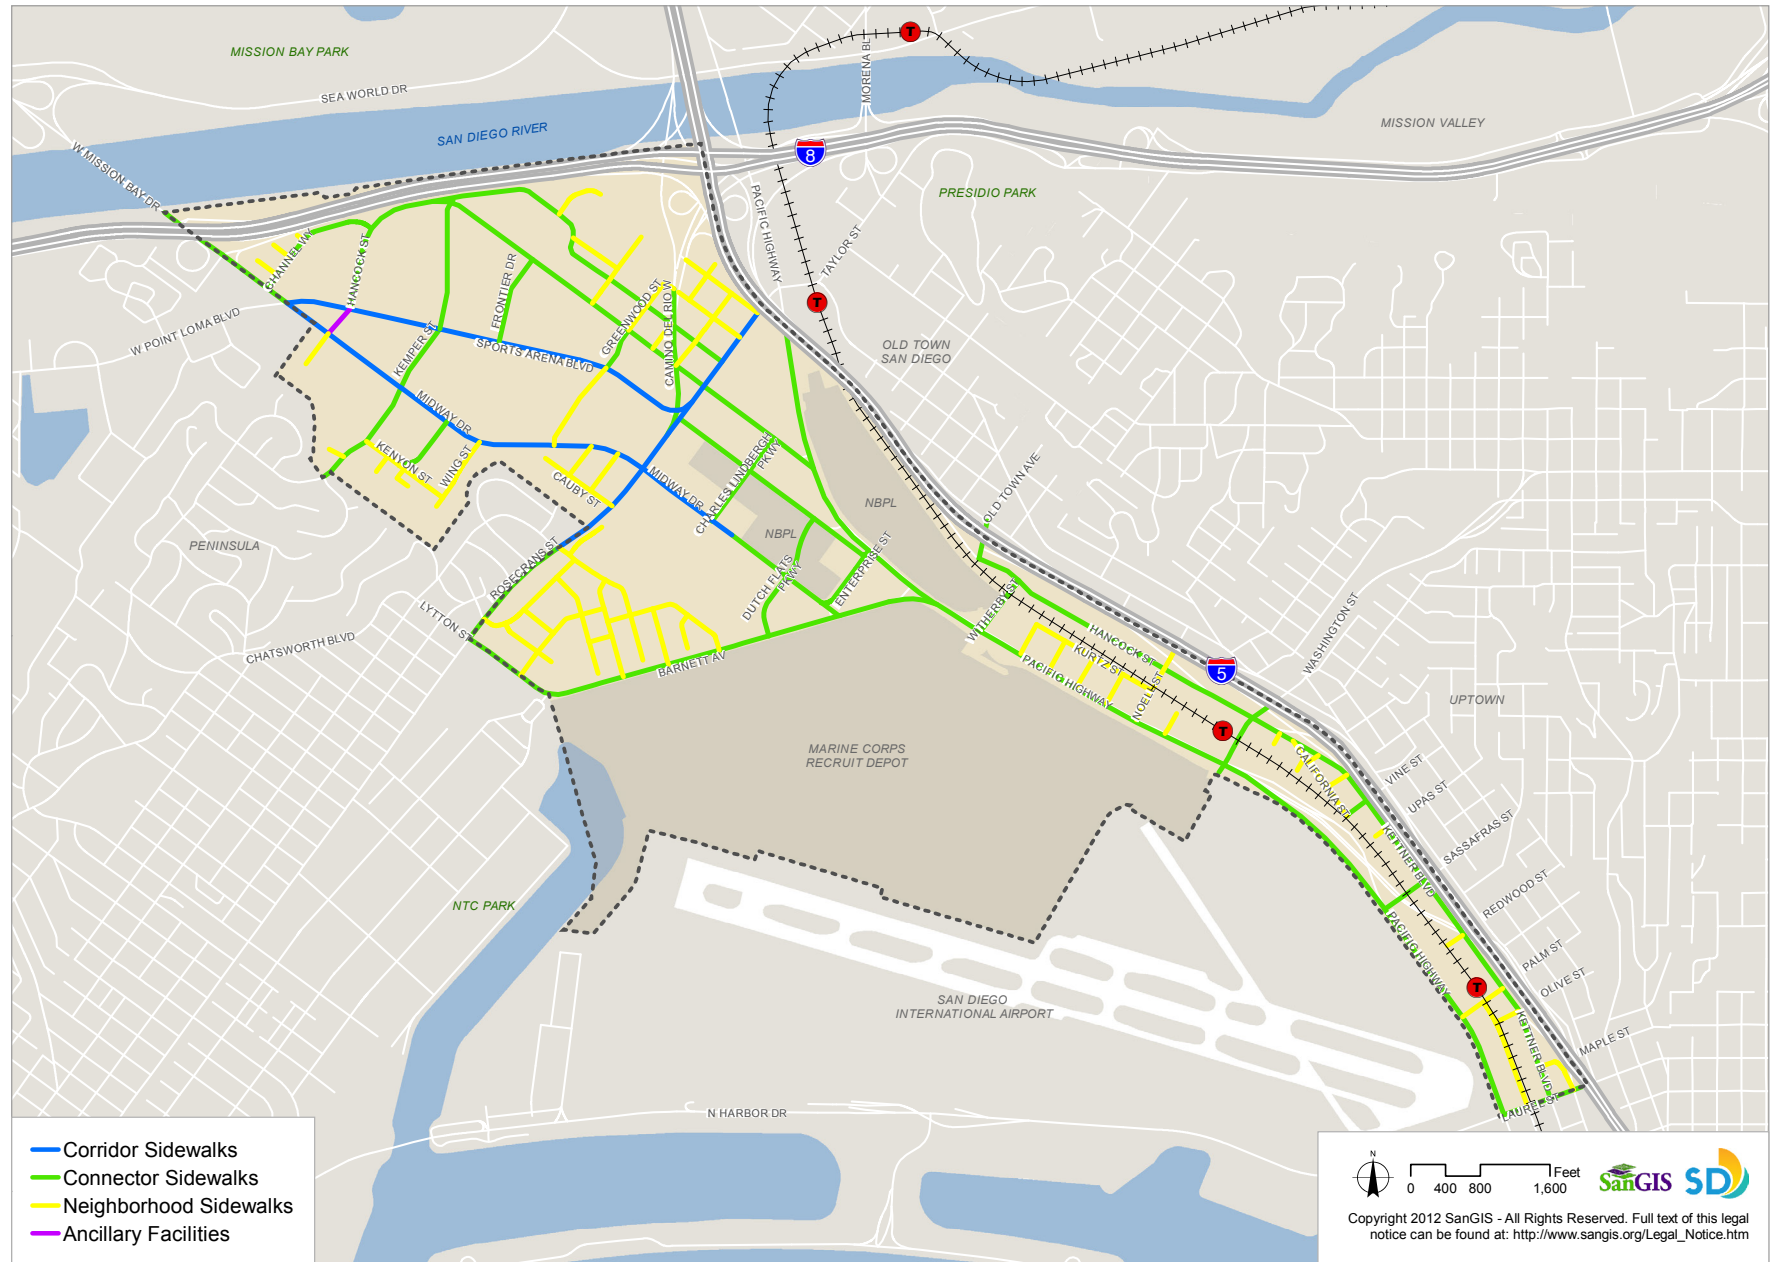 MISSION BAY PARK
SEA WORLD DR
SAN DIEGO RIVER
W MISSION BAY DR
MORENA BL
T
8
MISSION VALLEY
PRESIDIO PARK
PACIFIC HIGHWAY
TAYLOR ST
T
OLD TOWN
SAN DIEGO
CHANNEL WY
HANCOCK ST
W POINT LOMA BLVD
FRONTIER DR
KEMPER ST
SPORTS ARENA BLVD
GREENWOOD ST
CAMINO DEL RIO W
MIDWAY DR
KENYON ST
WING ST
CAUBY ST
MIDWAY DR
CHARLES LINDBERGH
PKWY
NBPL
NBPL
OLD TOWN AVE
PENINSULA
ROSECRANS ST
LYTTON ST
CHATSWORTH BLVD
DUTCH FLATS
PKWY
ENTERPRISE ST
BARNETT AV
WITHERBY ST
HANCOCK ST
KURTZ ST
PACIFIC HIGHWAY
NOELL ST
5
WASHINGTON ST
UPTOWN
T
MARINE CORPS
RECRUIT DEPOT
CALIFORNIA ST
VINE ST
UPAS ST
SASSAFRAS ST
KETTNER BLVD
REDWOOD ST
PACIFIC HIGHWAY
PALM ST
OLIVE ST
T
KETTNER BLVD
MAPLE ST
LAUREL ST
NTC PARK
SAN DIEGO
INTERNATIONAL AIRPORT
N HARBOR DR
Corridor Sidewalks
Connector Sidewalks
Neighborhood Sidewalks
Ancillary Facilities
N
Feet
0 400 800 1,600
SanGIS
SD
Copyright 2012 SanGIS - All Rights Reserved. Full text of this legal
notice can be found at: http://www.sangis.org/Legal_Notice.htm